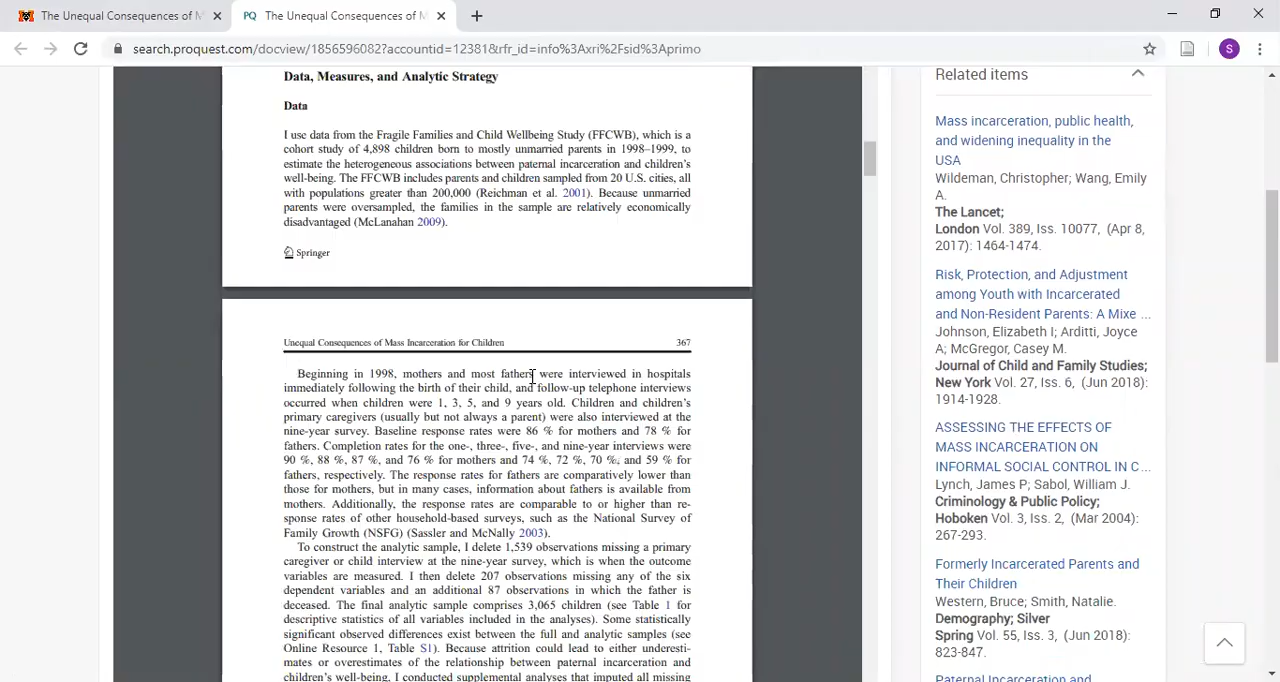 The Unequal Consequences of M
PQ The Unequal Consequences of M
search.proquest.com/docview/1856596082?accountid=12381&rfr_id=info%3Axri%2Fsid%3Aprimo
S
Data, Measures, and Analytic Strategy
Data
I use data from the Fragile Families and Child Wellbeing Study (FFCWB), which is a
cohort study of 4,898 children born to mostly unmarried parents in 1998–1999, to
estimate the heterogeneous associations between paternal incarceration and children's
well-being. The FFCWB includes parents and children sampled from 20 U.S. cities, all
with populations greater than 200,000 (Reichman et al. 2001). Because unmarried
parents were oversampled, the families in the sample are relatively economically
disadvantaged (McLanahan 2009).
Springer
Unequal Consequences of Mass Incarceration for Children 367
Beginning in 1998, mothers and most fathers were interviewed in hospitals
immediately following the birth of their child, and follow-up telephone interviews
occurred when children were 1, 3, 5, and 9 years old. Children and children's
primary caregivers (usually but not always a parent) were also interviewed at the
nine-year survey. Baseline response rates were 86 % for mothers and 78 % for
fathers. Completion rates for the one-, three-, five-, and nine-year interviews were
90 %, 88 %, 87 %, and 76 % for mothers and 74 %, 72 %, 70 %, and 59 % for
fathers, respectively. The response rates for fathers are comparatively lower than
those for mothers, but in many cases, information about fathers is available from
mothers. Additionally, the response rates are comparable to or higher than re-
sponse rates of other household-based surveys, such as the National Survey of
Family Growth (NSFG) (Sassler and McNally 2003).
To construct the analytic sample, I delete 1,539 observations missing a primary
caregiver or child interview at the nine-year survey, which is when the outcome
variables are measured. I then delete 207 observations missing any of the six
dependent variables and an additional 87 observations in which the father is
deceased. The final analytic sample comprises 3,065 children (see Table 1 for
descriptive statistics of all variables included in the analyses). Some statistically
significant observed differences exist between the full and analytic samples (see
Online Resource 1, Table S1). Because attrition could lead to either underesti-
mates or overestimates of the relationship between paternal incarceration and
children's well-being, I conducted supplemental analyses that imputed all missing
Related items
Mass incarceration, public health,
and widening inequality in the
USA
Wildeman, Christopher; Wang, Emily
A.
The Lancet;
London Vol. 389, Iss. 10077, (Apr 8,
2017): 1464-1474.
Risk, Protection, and Adjustment
among Youth with Incarcerated
and Non-Resident Parents: A Mixe ...
Johnson, Elizabeth I; Arditti, Joyce
A; McGregor, Casey M.
Journal of Child and Family Studies;
New York Vol. 27, Iss. 6, (Jun 2018):
1914-1928.
ASSESSING THE EFFECTS OF
MASS INCARCERATION ON
INFORMAL SOCIAL CONTROL IN C ...
Lynch, James P; Sabol, William J.
Criminology & Public Policy;
Hoboken Vol. 3, Iss. 2, (Mar 2004):
267-293.
Formerly Incarcerated Parents and
Their Children
Western, Bruce; Smith, Natalie.
Demography; Silver
Spring Vol. 55, Iss. 3, (Jun 2018):
823-847.
Paternal Incarceration and